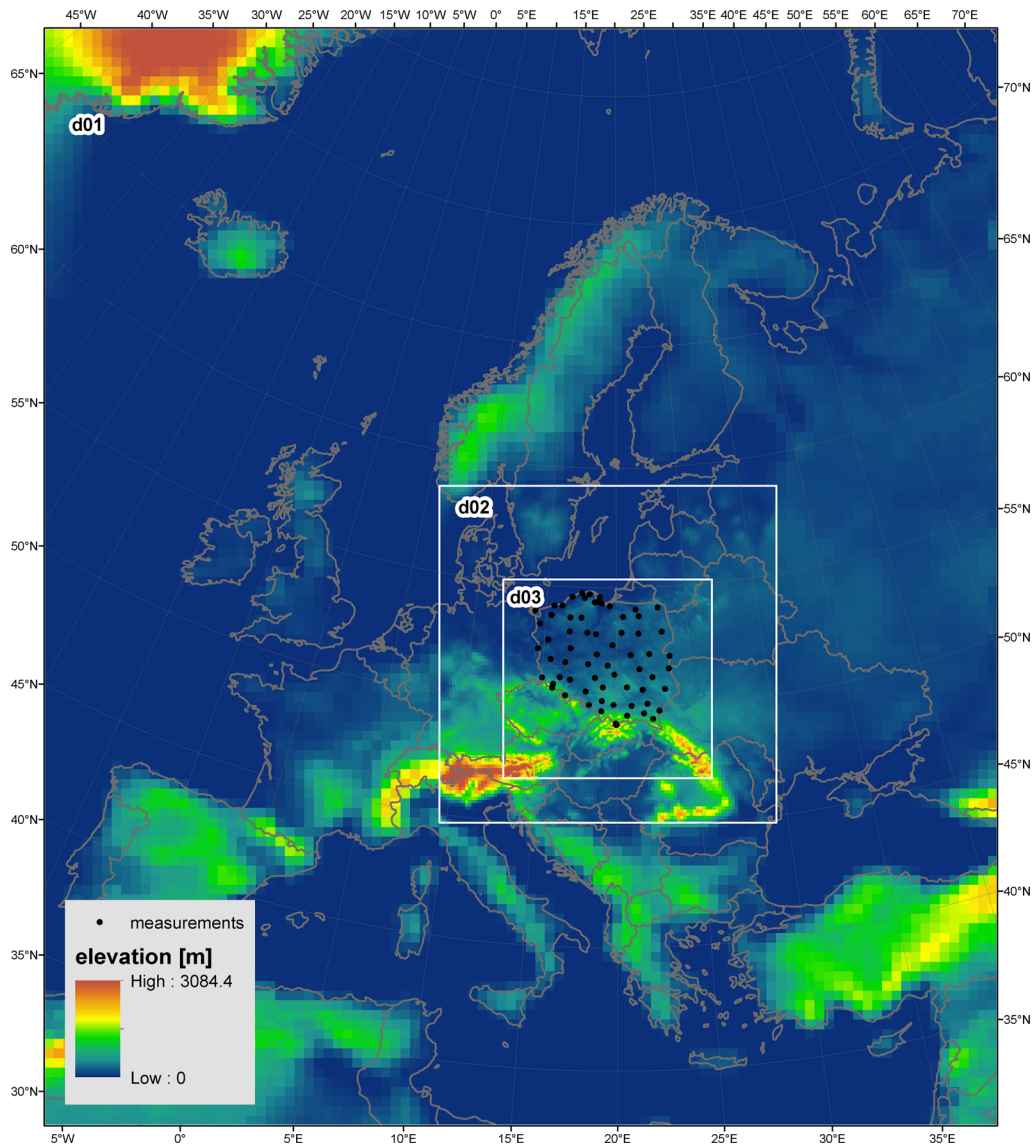 45°W 40°W 35°W 30°W 25°W 20°W 15°W 10°W 5°W 0° 5°E 15°E 25°E 35°E 45°E 50°E 55°E 60°E 65°E 70°E
65°N
70°N
d01
60°N
65°N
55°N
60°N
d02
55°N
50°N
d03
50°N
45°N
45°N
40°N
40°N
measurements
elevation [m]
High : 3084.4
35°N
35°N
Low : 0
30°N
5°W 0° 5°E 10°E 15°E 20°E 25°E 30°E 35°E